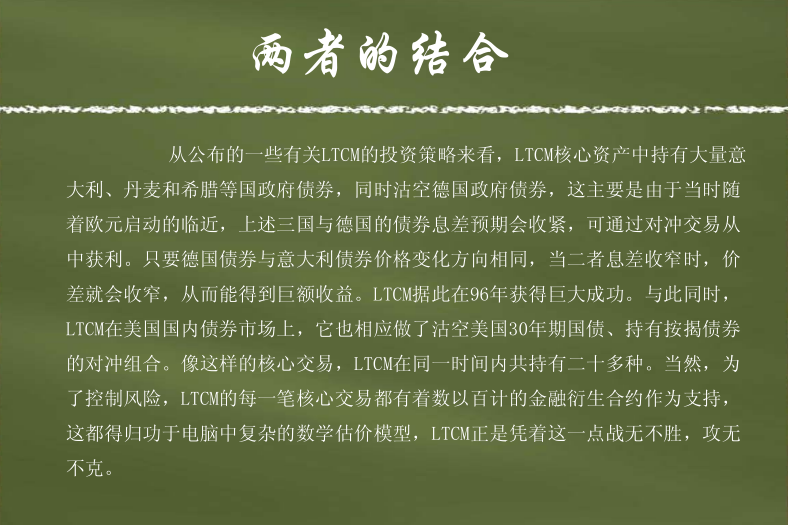 两者的结合
从公布的一些有关LTCM的投资策略来看，LTCM核心资产中持有大量意
大利、丹麦和希腊等国政府债券，同时沽空德国政府债券，这主要是由于当时随
着欧元启动的临近，上述三国与德国的债券息差预期会收紧，可通过对冲交易从
中获利。只要德国债券与意大利债券价格变化方向相同，当二者息差收窄时，价
差就会收窄，从而能得到巨额收益。LTCM据此在96年获得巨大成功。与此同时，
LTCM在美国国内债券市场上，它也相应做了沽空美国30年期国债、持有按揭债券
的对冲组合。像这样的核心交易，LTCM在同一时间内共持有二十多种。当然，为
了控制风险，LTCM的每一笔核心交易都有着数以百计的金融衍生合约作为支持，
这都得归功于电脑中复杂的数学估价模型，LTCM正是凭着这一点战无不胜，攻无
不克。